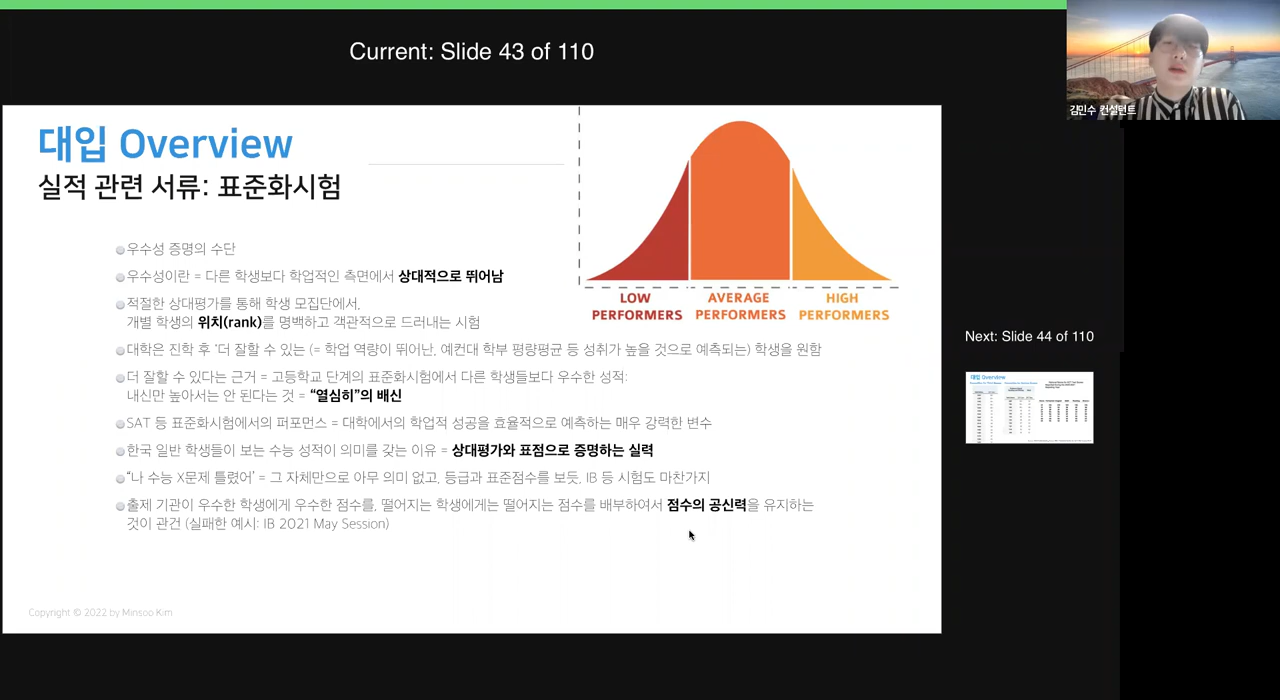 Current: Slide 43 of 110
김민수 컨설턴트
대입 Overview
실적 관련 서류: 표준화시험
우수성 증명의 수단
우수성이란 = 다른 학생보다 학업적인 측면에서 상대적으로 뛰어남
적절한 상대평가를 통해 학생 모집단에서,
개별 학생의 위치(rank)를 명백하고 객관적으로 드러내는 시험
대학은 진학 후 '더 잘할 수 있는 (= 학업 역량이 뛰어난, 예컨대 학부 평량평균 등 성취가 높을 것으로 예측되는) 학생을 원함
더 잘할 수 있다는 근거 = 고등학교 단계의 표준화시험에서 다른 학생들보다 우수한 성적:
내신만 높아서는 안 된다는 것 = “열심히”의 배신
SAT 등 표준화시험에서의 퍼포먼스 = 대학에서의 학업적 성공을 효율적으로 예측하는 매우 강력한 변수
한국 일반 학생들이 보는 수능 성적이 의미를 갖는 이유 = 상대평가와 표점으로 증명하는 실력
“나 수능 X문제 틀렸어’ = 그 자체만으로 아무 의미 없고, 등급과 표준점수를 보듯, IB 등 시험도 마찬가지
출제 기관이 우수한 학생에게 우수한 점수를, 떨어지는 학생에게는 떨어지는 점수를 배부하여서 점수의 공신력을 유지하는
것이 관건 (실패한 예시: IB 2021 May Session)
LOW PERFORMERS
AVERAGE PERFORMERS
HIGH PERFORMERS
Copyright © 2022 by Minsoo Kim
Next: Slide 44 of 110
대입 Overview